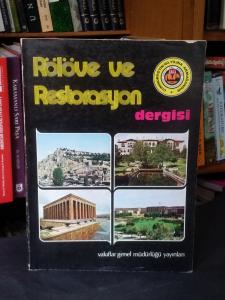 Rölöve ve
Restorasyon
dergisi
vakıflar genel müdürlüğü yayınları